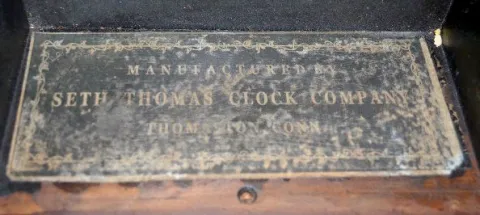 MANUFACTURED BY
SETH THOMAS CLOCK COMPANY
THOMASTON, CONN.